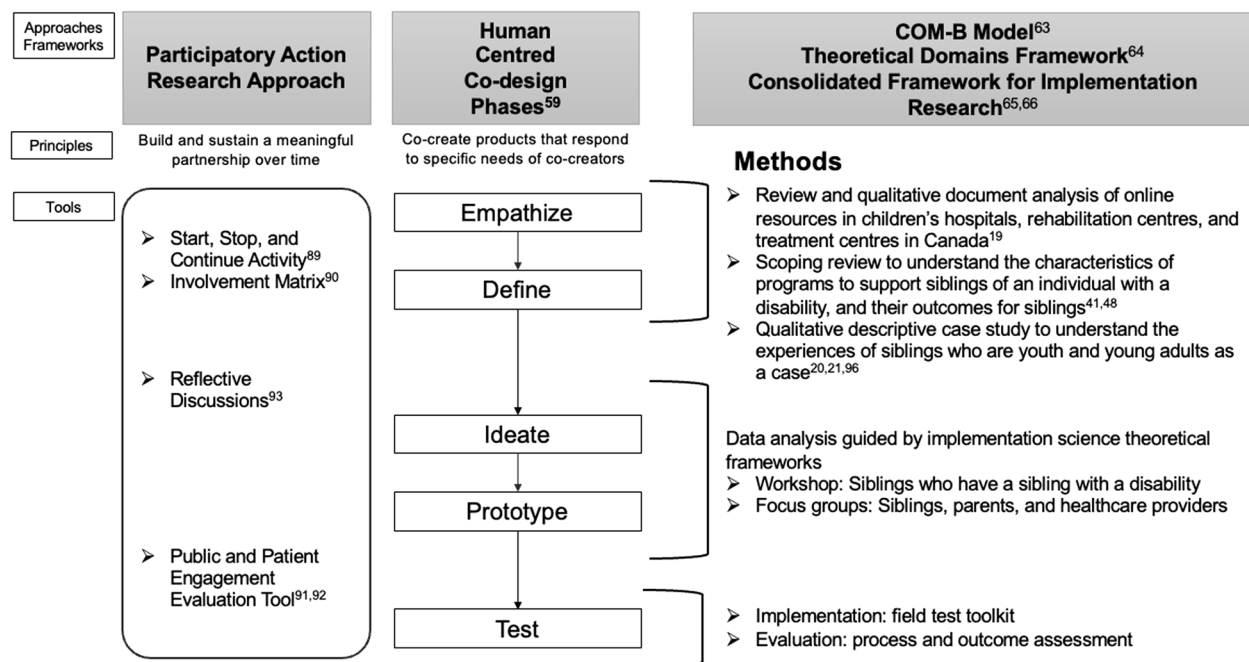 Approaches
Frameworks
Participatory Action
Research Approach
Human
Centred
Co-design
Phases59
COM-B Model63
Theoretical Domains Framework64
Consolidated Framework for Implementation
Research65,66
Principles
Build and sustain a meaningful
partnership over time
Co-create products that respond
to specific needs of co-creators
Tools
➢ Start, Stop, and
Continue Activity89
➢ Involvement Matrix90
➢ Reflective
Discussions93
➢ Public and Patient
Engagement
Evaluation Tool91,92
Empathize
Define
Ideate
Prototype
Test
Methods
➢ Review and qualitative document analysis of online
resources in children’s hospitals, rehabilitation centres, and
treatment centres in Canada19
➢ Scoping review to understand the characteristics of
programs to support siblings of an individual with a
disability, and their outcomes for siblings41,48
➢ Qualitative descriptive case study to understand the
experiences of siblings who are youth and young adults as
a case20,21,96
Data analysis guided by implementation science theoretical
frameworks
➢ Workshop: Siblings who have a sibling with a disability
➢ Focus groups: Siblings, parents, and healthcare providers
➢ Implementation: field test toolkit
➢ Evaluation: process and outcome assessment